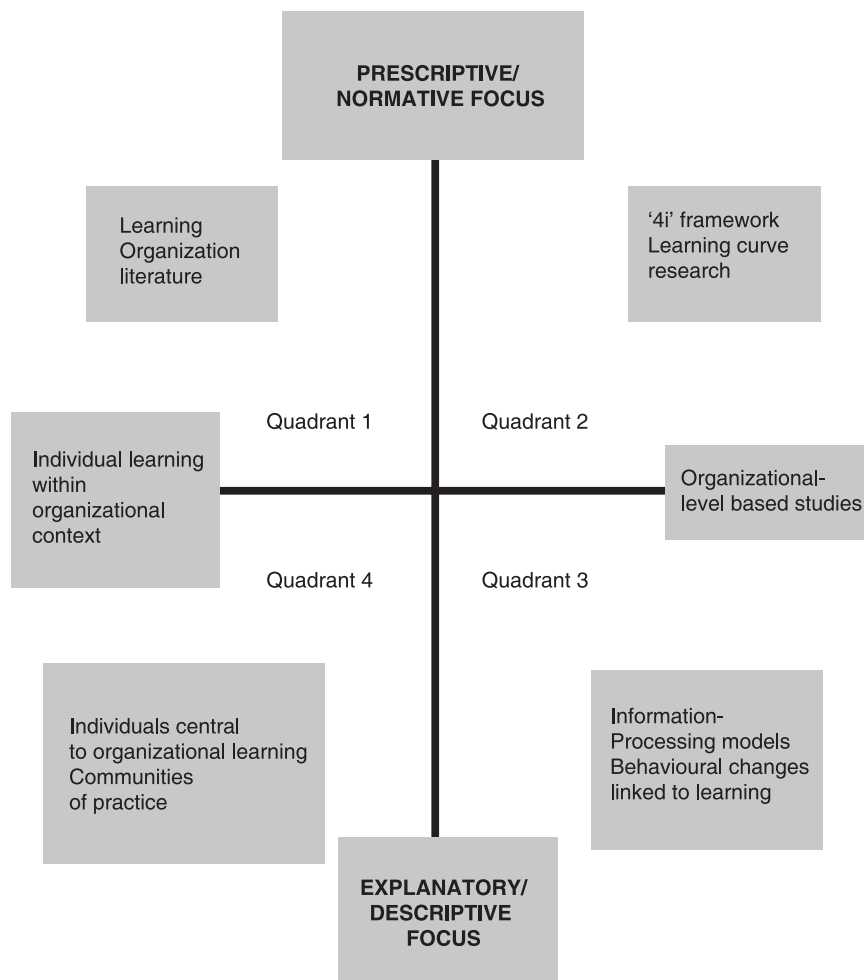 PRESCRIPTIVE/
NORMATIVE FOCUS
Learning
Organization
literature
‘4i’ framework
Learning curve
research
Quadrant 1
Quadrant 2
Individual learning
within
organizational
context
Organizational-
level based studies
Quadrant 4
Quadrant 3
Individuals central
to organizational learning
Communities
of practice
Information-
Processing models
Behavioural changes
linked to learning
EXPLANATORY/
DESCRIPTIVE
FOCUS